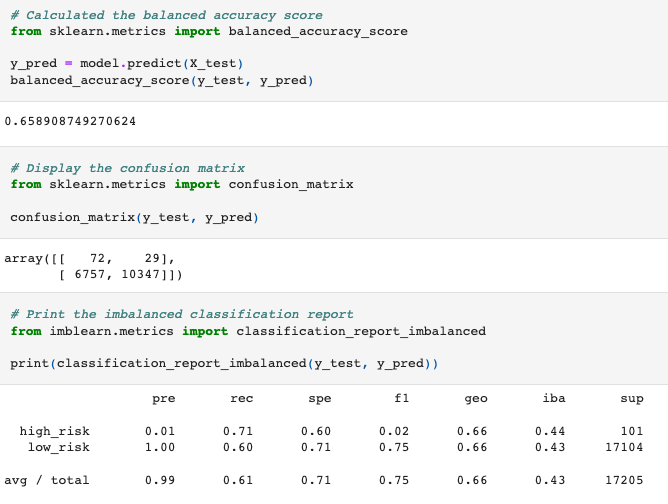 # Calculated the balanced accuracy score
from sklearn.metrics import balanced_accuracy_score
y_pred = model.predict(X_test)
balanced_accuracy_score(y_test, y_pred)
0.658908749270624
# Display the confusion matrix
from sklearn.metrics import confusion_matrix
confusion_matrix(y_test, y_pred)
array([[   72,    29],
       [ 6757, 10347]])
# Print the imbalanced classification report
from imblearn.metrics import classification_report_imbalanced
print(classification_report_imbalanced(y_test, y_pred))
pre rec spe f1 geo iba sup
high_risk 0.01 0.71 0.60 0.02 0.66 0.44 101
low_risk 1.00 0.60 0.71 0.75 0.66 0.43 17104
avg / total 0.99 0.61 0.71 0.75 0.66 0.43 17205